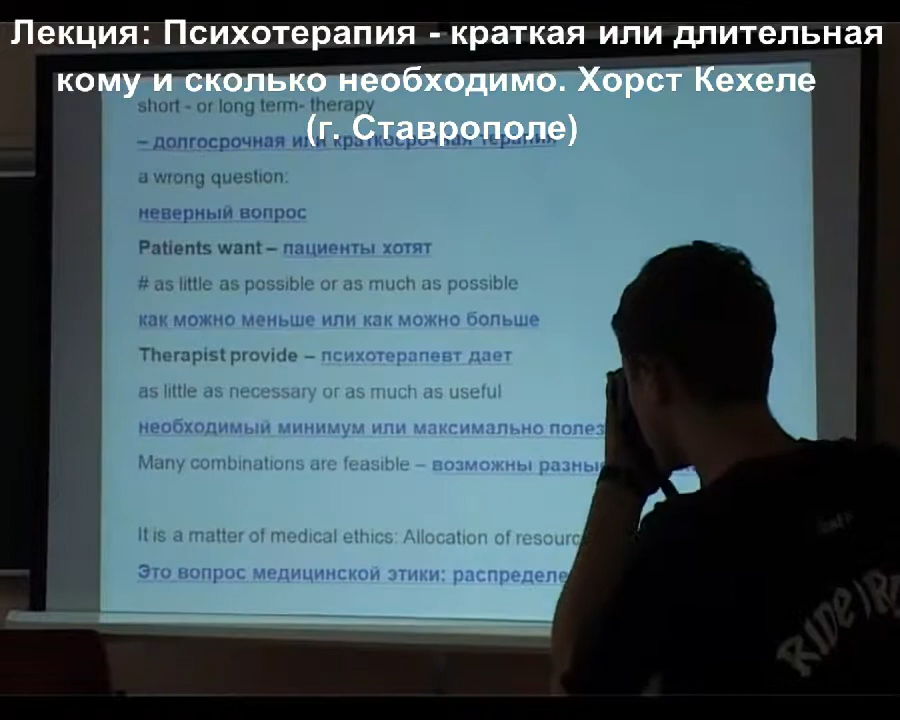 Лекция: Психотерапия - краткая или длительная
кому и сколько необходимо. Хорст Кехеле
(г. Ставрополе)
short - or long term- therapy
– долгосрочная или краткосрочная терапия
a wrong question:
неверный вопрос
Patients want – пациенты хотят
# as little as possible or as much as possible
как можно меньше или как можно больше
Therapist provide – психотерапевт дает
as little as necessary or as much as useful
необходимый минимум или максимально полез
Many combinations are feasible – возможны разны
It is a matter of medical ethics: Allocation of resourc
Это вопрос медицинской этики: распределе
RIDE